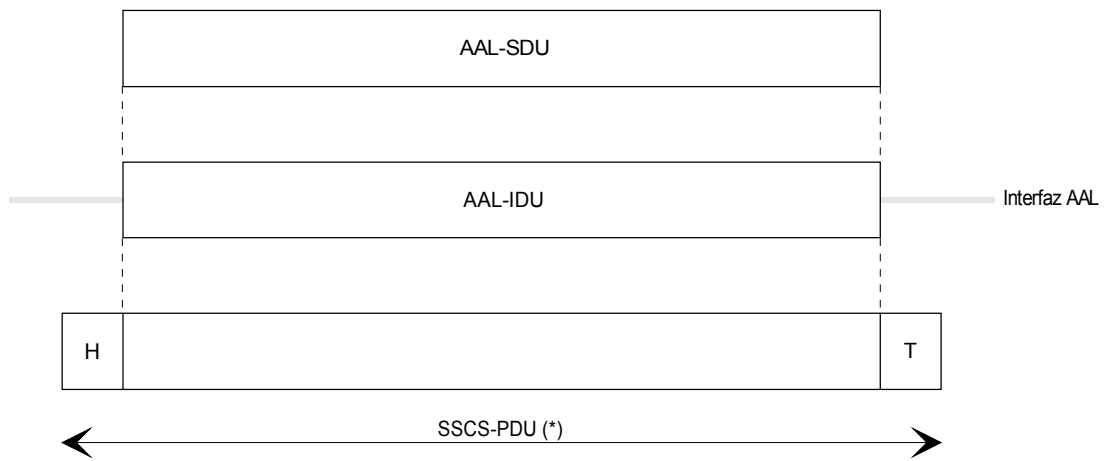 AAL-SDU
AAL-IDU
Interfaz AAL
H
T
SSCS-PDU (*)